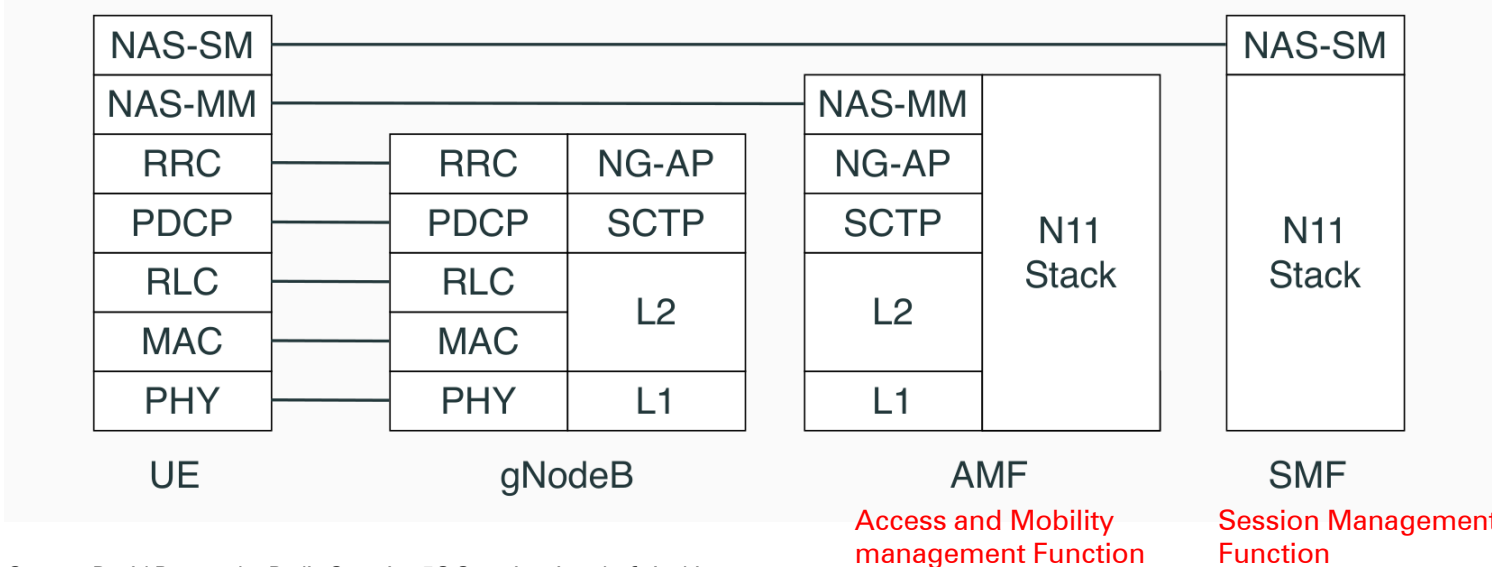 NAS-SM NAS-SM
NAS-MM NAS-MM
RRC RRC NG-AP NG-AP
PDCP PDCP SCTP SCTP N11 Stack N11 Stack
RLC RLC L2 L2
MAC MAC
PHY PHY L1 L1
UE gNodeB AMF SMF
Access and Mobility
management Function
Session Management
Function